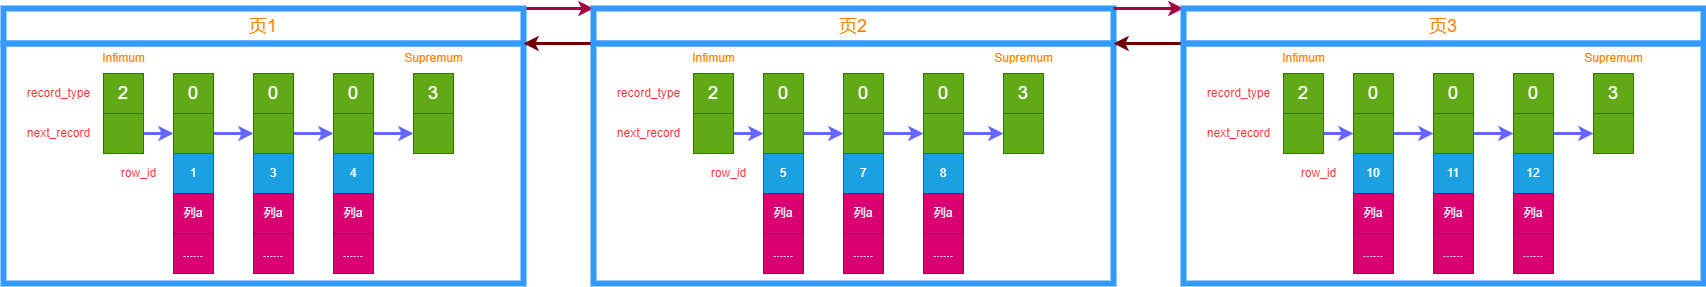 页1
Infimum Supremum
record_type 2 0 0 0 3
next_record
row_id 1 3 4
列a 列a 列a
...... ...... ......
页2
Infimum Supremum
record_type 2 0 0 0 3
next_record
row_id 5 7 8
列a 列a 列a
...... ...... ......
页3
Infimum Supremum
record_type 2 0 0 0 3
next_record
row_id 10 11 12
列a 列a 列a
...... ...... ......